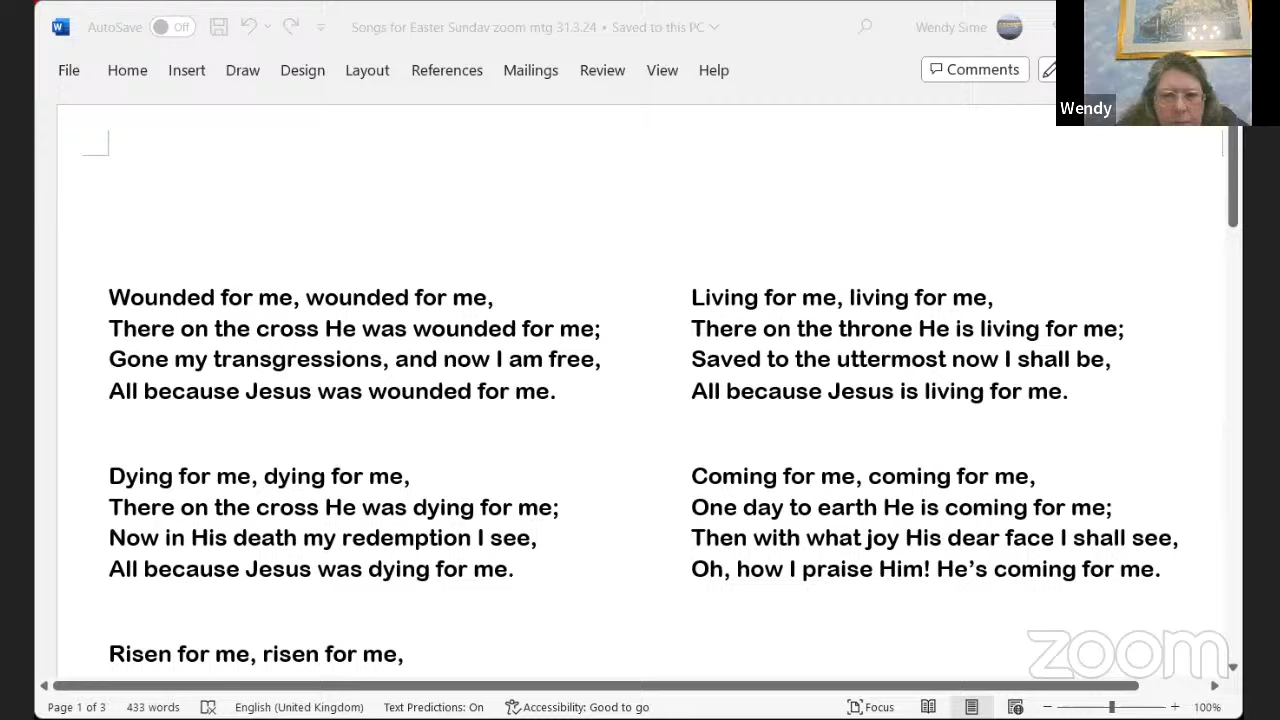 AutoSave Off Songs for Easter Sunday zoom mtg 31.3.24 • Saved to this PC Wendy Sime
File Home Insert Draw Design Layout References Mailings Review View Help Comments
Wendy
Wounded for me, wounded for me,
There on the cross He was wounded for me;
Gone my transgressions, and now I am free,
All because Jesus was wounded for me.
Dying for me, dying for me,
There on the cross He was dying for me;
Now in His death my redemption I see,
All because Jesus was dying for me.
Risen for me, risen for me,
Living for me, living for me,
There on the throne He is living for me;
Saved to the uttermost now I shall be,
All because Jesus is living for me.
Coming for me, coming for me,
One day to earth He is coming for me;
Then with what joy His dear face I shall see,
Oh, how I praise Him! He’s coming for me.
zoom
Page 1 of 3 433 words English (United Kingdom) Text Predictions: On Accessibility: Good to go Focus 100%